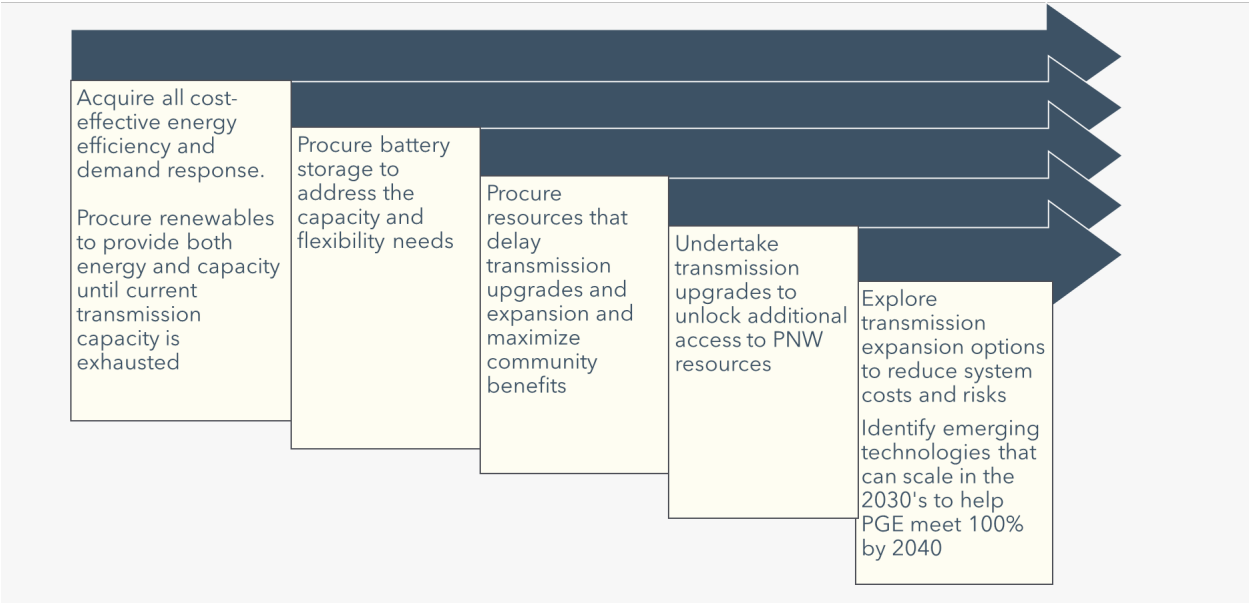 Acquire all cost-
effective energy
efficiency and
demand response.
Procure renewables
to provide both
energy and capacity
until current
transmission
capacity is
exhausted
Procure battery
storage to
address the
capacity and
flexibility needs
Procure
resources that
delay
transmission
upgrades and
expansion and
maximize
community
benefits
Undertake
transmission
upgrades to
unlock additional
access to PNW
resources
Explore
transmission
expansion options
to reduce system
costs and risks
Identify emerging
technologies that
can scale in the
2030's to help
PGE meet 100%
by 2040